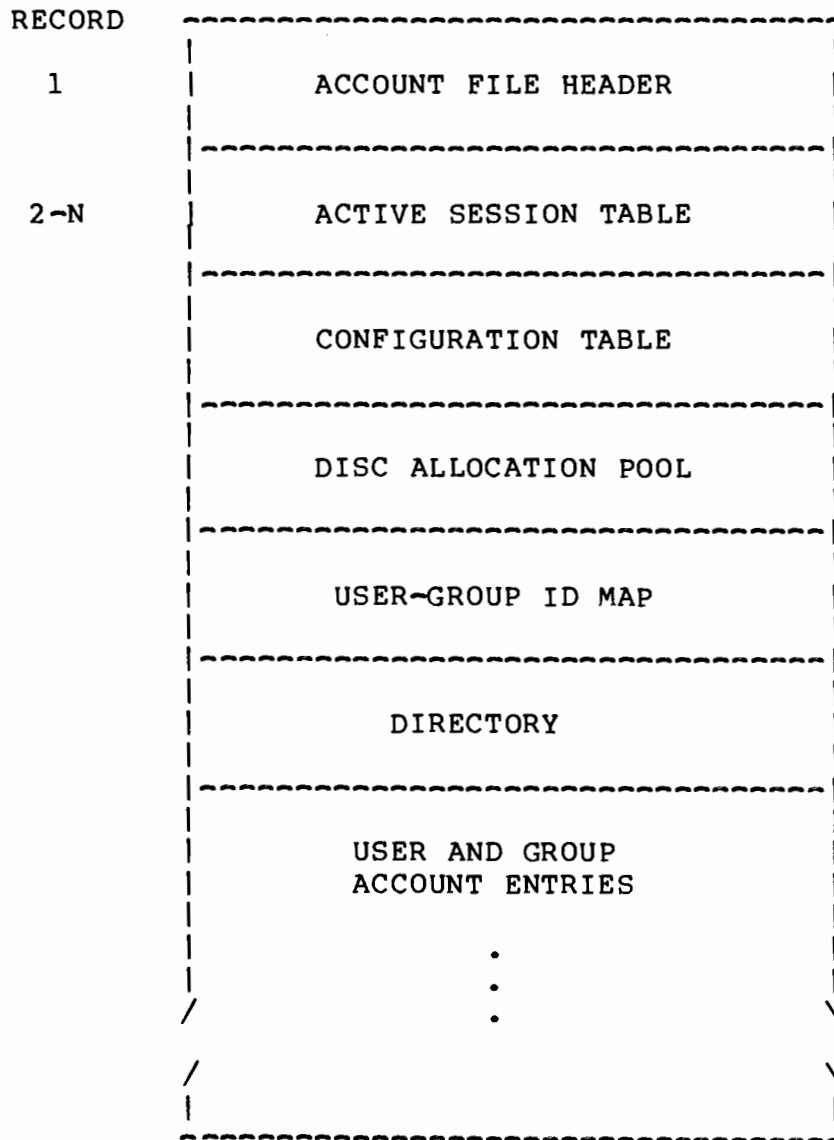 RECORD
1 ACCOUNT FILE HEADER
2-N ACTIVE SESSION TABLE
CONFIGURATION TABLE
DISC ALLOCATION POOL
USER-GROUP ID MAP
DIRECTORY
USER AND GROUP
ACCOUNT ENTRIES
.
.
.